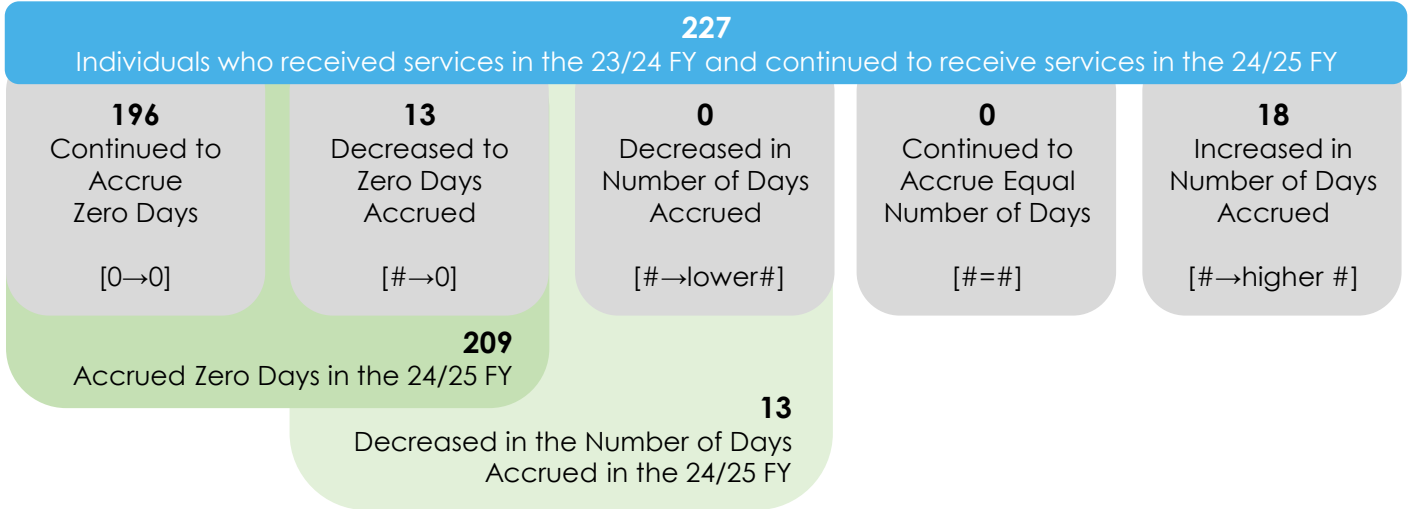 227
Individuals who received services in the 23/24 FY and continued to receive services in the 24/25 FY
196
Continued to
Accrue
Zero Days
[0→0]
13
Decreased to
Zero Days
Accrued
[#→0]
0
Decreased in
Number of Days
Accrued
[#→lower#]
0
Continued to
Accrue Equal
Number of Days
[#=#]
18
Increased in
Number of Days
Accrued
[#→higher #]
209
Accrued Zero Days in the 24/25 FY
13
Decreased in the Number of Days
Accrued in the 24/25 FY